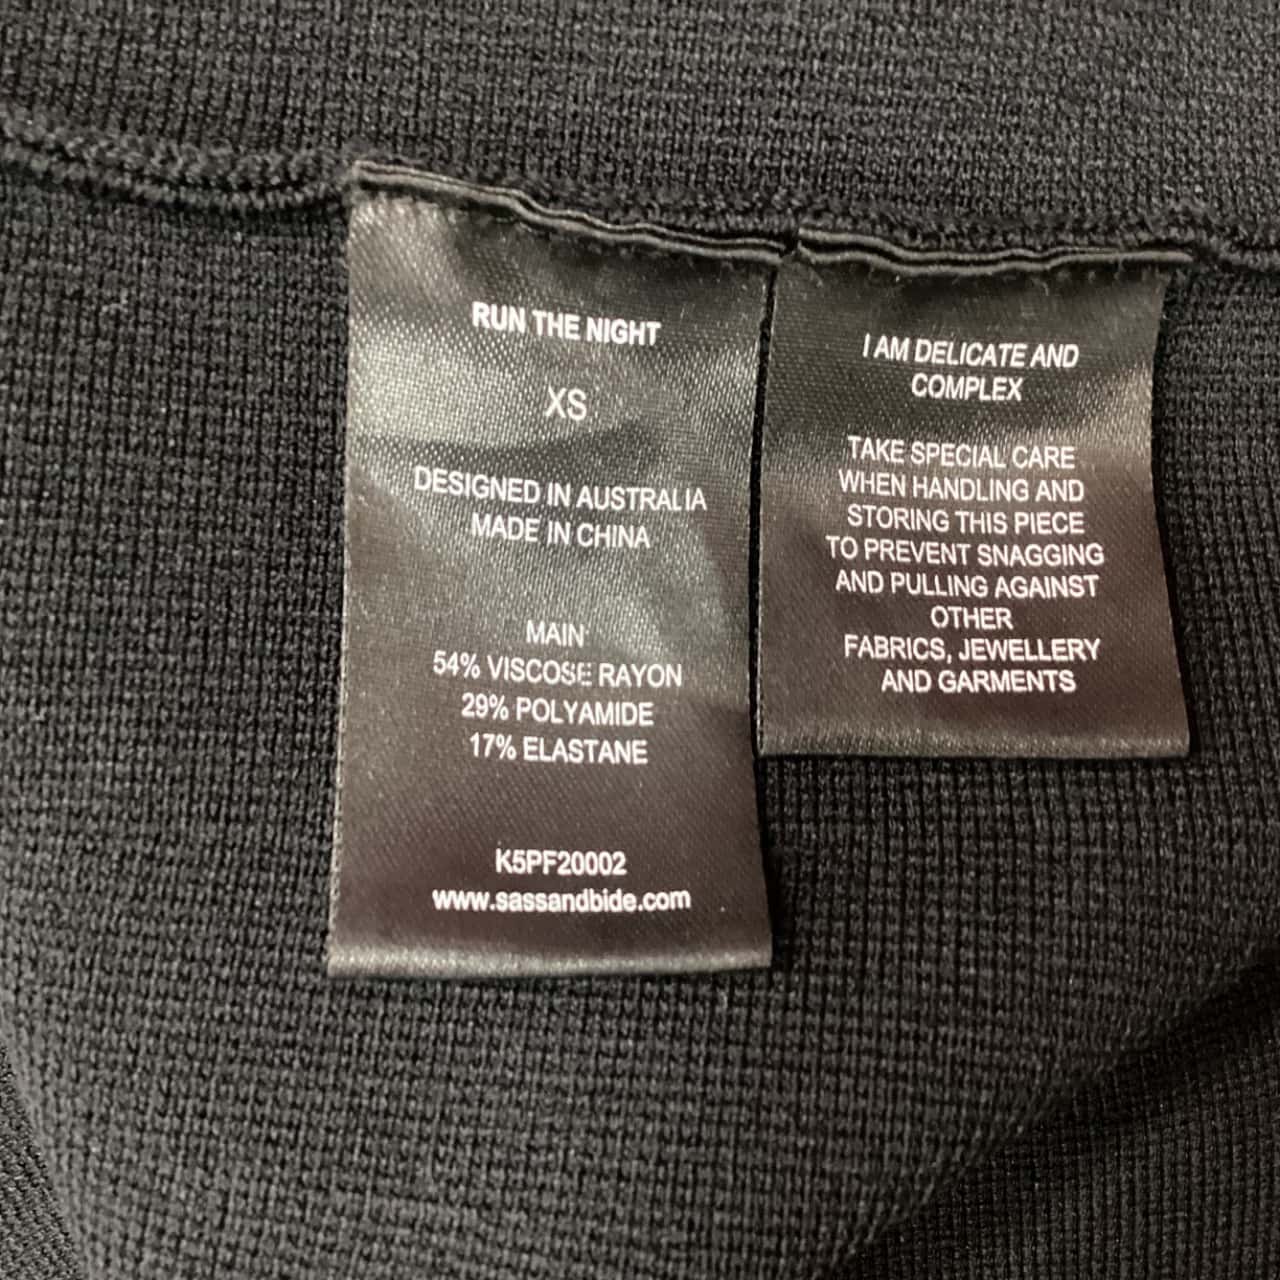 RUN THE NIGHT
XS
DESIGNED IN AUSTRALIA
MADE IN CHINA
MAIN
54% VISCOSE RAYON
29% POLYAMIDE
17% ELASTANE
K5PF20002
www.sassandbide.com
I AM DELICATE AND
COMPLEX
TAKE SPECIAL CARE
WHEN HANDLING AND
STORING THIS PIECE
TO PREVENT SNAGGING
AND PULLING AGAINST
OTHER
FABRICS, JEWELLERY
AND GARMENTS